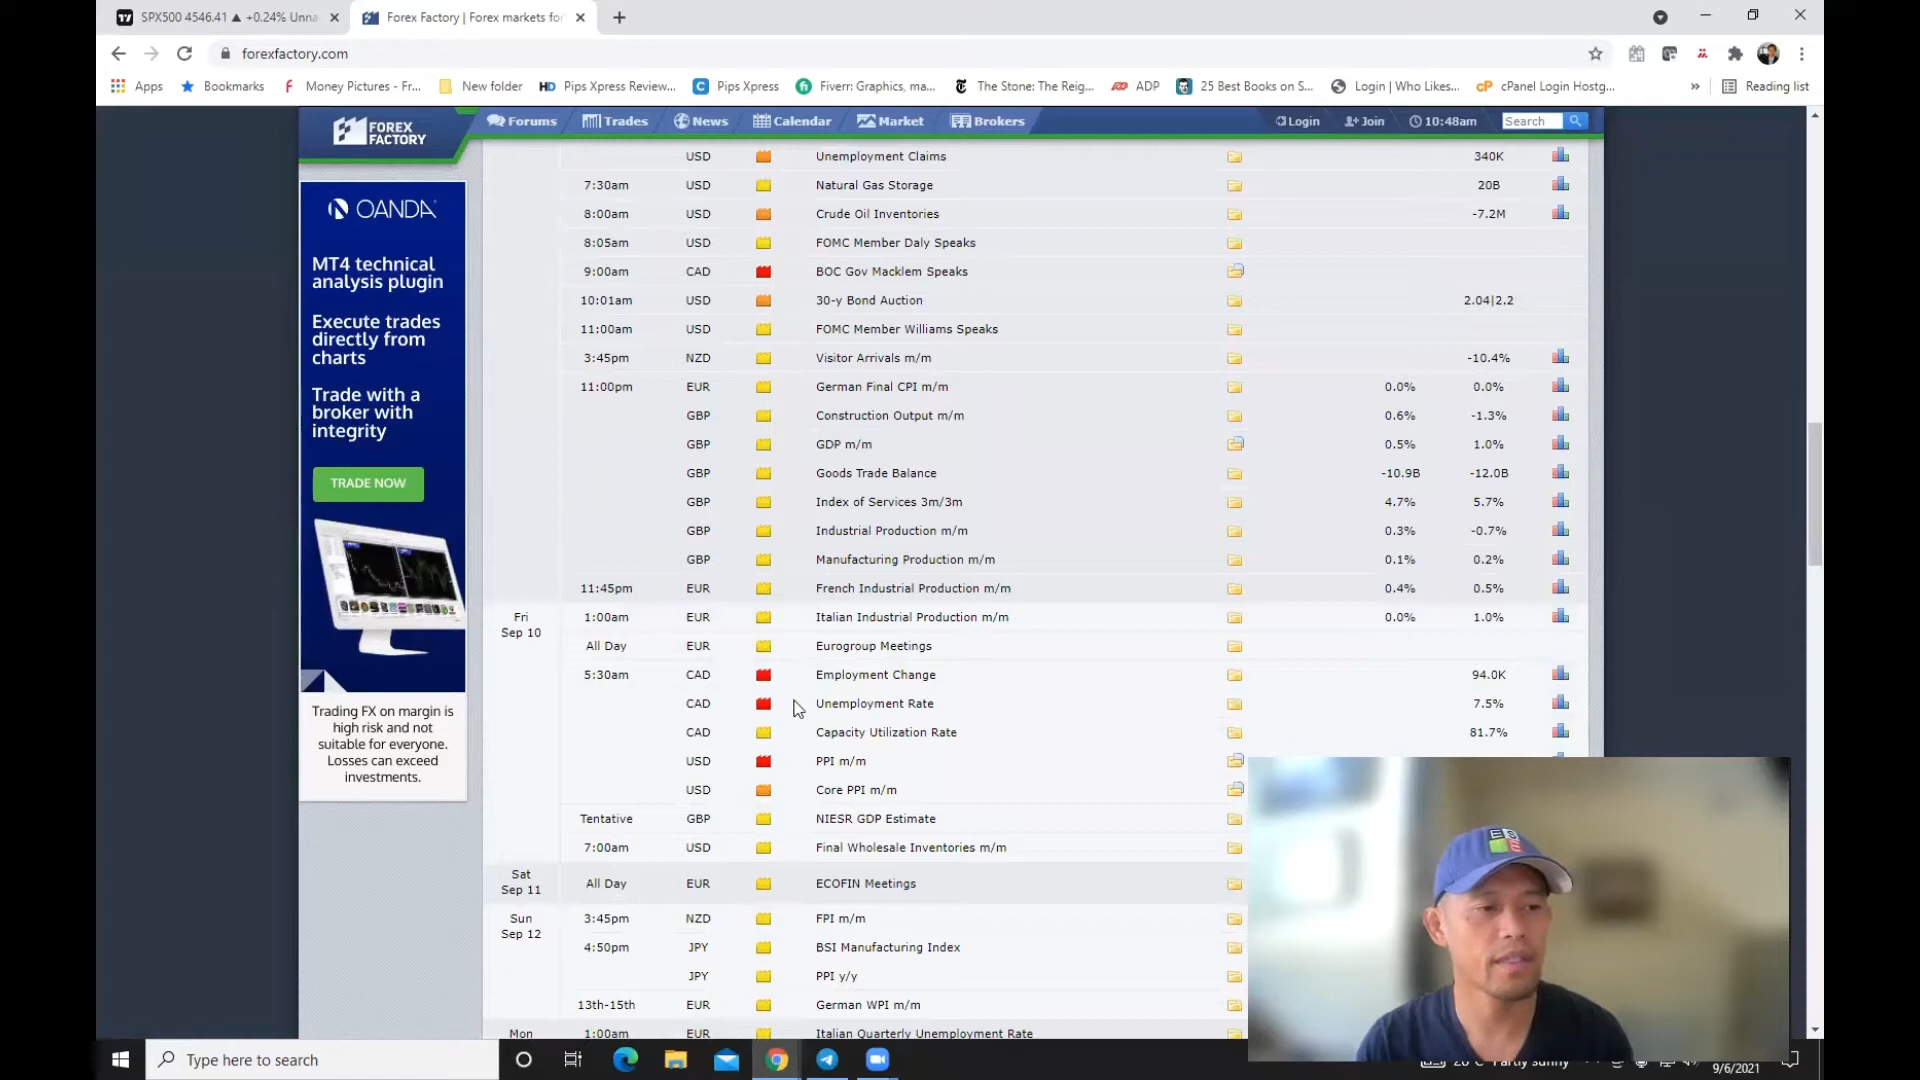 SPX500 4546.41 ▲ +0.24% Unna
Forex Factory | Forex markets for
forexfactory.com
Apps
Bookmarks
Money Pictures - Fr...
New folder
HD Pips Xpress Review...
Pips Xpress
Fiverr: Graphics, ma...
The Stone: The Reig...
ADP
25 Best Books on S...
Login | Who Likes...
cP cPanel Login Hostg...
»
Reading list
FOREX
FACTORY
Forums
Trades
News
Calendar
Market
Brokers
Login
Join
10:48am
Search
USD Unemployment Claims 340K
7:30am USD Natural Gas Storage 20B
8:00am USD Crude Oil Inventories -7.2M
8:05am USD FOMC Member Daly Speaks
9:00am CAD BOC Gov Macklem Speaks
10:01am USD 30-y Bond Auction 2.04|2.2
11:00am USD FOMC Member Williams Speaks
3:45pm NZD Visitor Arrivals m/m -10.4%
11:00pm EUR German Final CPI m/m 0.0% 0.0%
GBP Construction Output m/m 0.6% -1.3%
GBP GDP m/m 0.5% 1.0%
GBP Goods Trade Balance -10.9B -12.0B
GBP Index of Services 3m/3m 4.7% 5.7%
GBP Industrial Production m/m 0.3% -0.7%
GBP Manufacturing Production m/m 0.1% 0.2%
11:45pm EUR French Industrial Production m/m 0.4% 0.5%
Fri
Sep 10
1:00am EUR Italian Industrial Production m/m 0.0% 1.0%
All Day EUR Eurogroup Meetings
5:30am CAD Employment Change 94.0K
CAD Unemployment Rate 7.5%
CAD Capacity Utilization Rate 81.7%
USD PPI m/m
USD Core PPI m/m
Tentative GBP NIESR GDP Estimate
7:00am USD Final Wholesale Inventories m/m
Sat
Sep 11
All Day EUR ECOFIN Meetings
Sun
Sep 12
3:45pm NZD FPI m/m
4:50pm JPY BSI Manufacturing Index
JPY PPI y/y
13th-15th EUR German WPI m/m
Mon 1:00am EUR Italian Quarterly Unemployment Rate
OANDA
MT4 technical
analysis plugin
Execute trades
directly from
charts
Trade with a
broker with
integrity
TRADE NOW
Trading FX on margin is
high risk and not
suitable for everyone.
Losses can exceed
investments.
Type here to search
9/6/2021